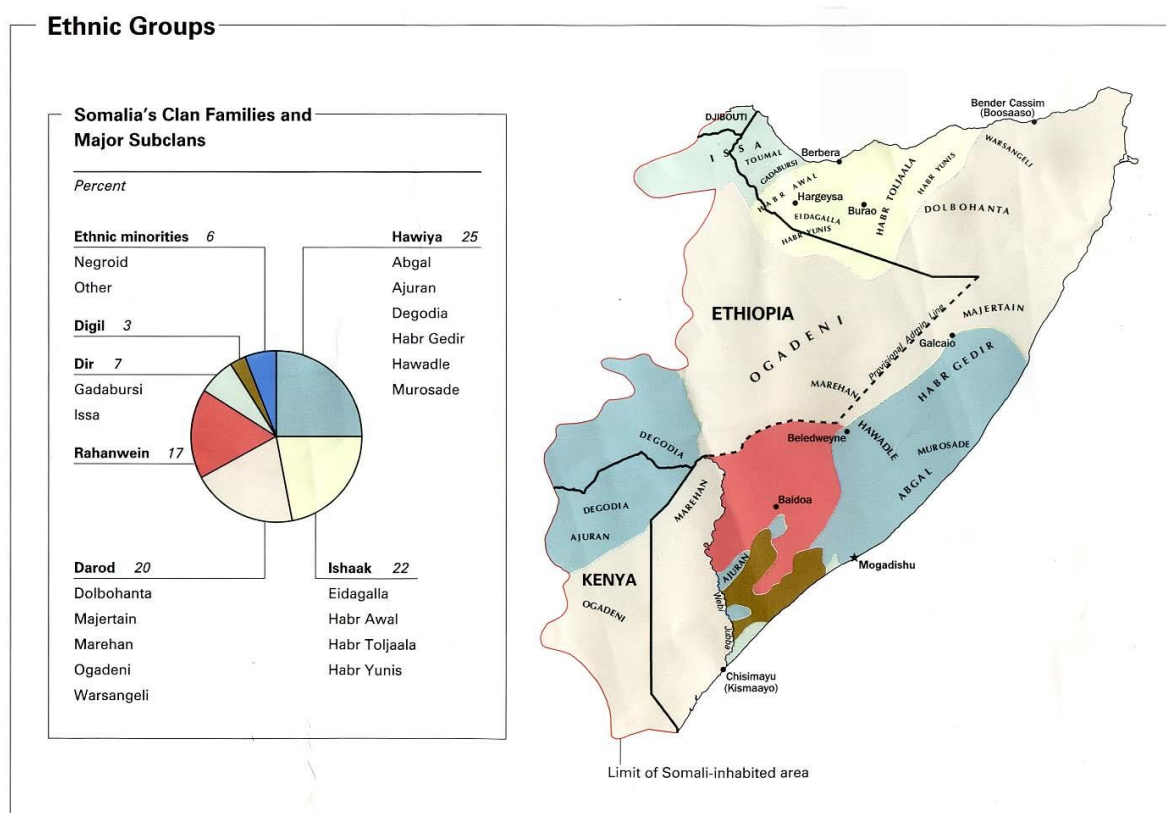 Ethnic Groups
Somalia's Clan Families and
Major Subclans
Percent
Ethnic minorities 6
Negroid
Other
Digil 3
Dir 7
Gadabursi
Issa
Rahanwein 17
Darod 20
Dolbohanta
Majertain
Marehan
Ogadeni
Warsangeli
Hawiya 25
Abgal
Ajuran
Degodia
Habr Gedir
Hawadle
Murosade
Ishaak 22
Eidagalla
Habr Awal
Habr Toljaala
Habr Yunis
Bender Cassim
(Boosaaso)
DJIBOUTI
ISSA
TOUMAL
GADABURSI
Berbera
WARSANGELI
HABR AWAL
Hargeysa
EIDAGALLA
HABR YUNIS
Burao
HABR TOLJAALA
HABR YUNIS
DOLBOHANTA
ETHIOPIA
OGADENI
Provisional Admin Line
MAJERTAIN
Galcaio
HABR GEDIR
MAREHAN
Beledweyne
HAWADLE
MUROSADE
ABGAL
DEGODIA
DEGODIA
AJURAN
MAREHAN
Baidoa
AJURAN
Mogadishu
KENYA
OGADENI
Webi
Jubba
Chisimayu
(Kismaayo)
Limit of Somali-inhabited area